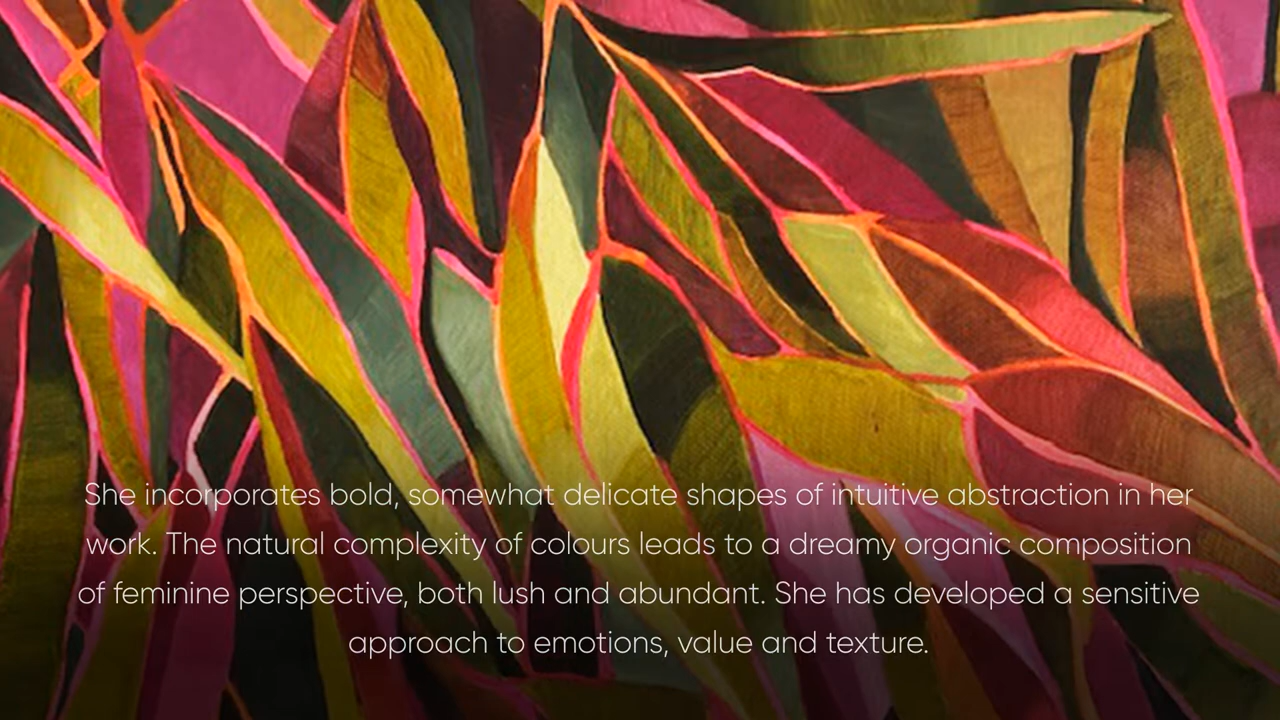 She incorporates bold, somewhat delicate shapes of intuitive abstraction in her
work. The natural complexity of colours leads to a dreamy organic composition
of feminine perspective, both lush and abundant. She has developed a sensitive
approach to emotions, value and texture.